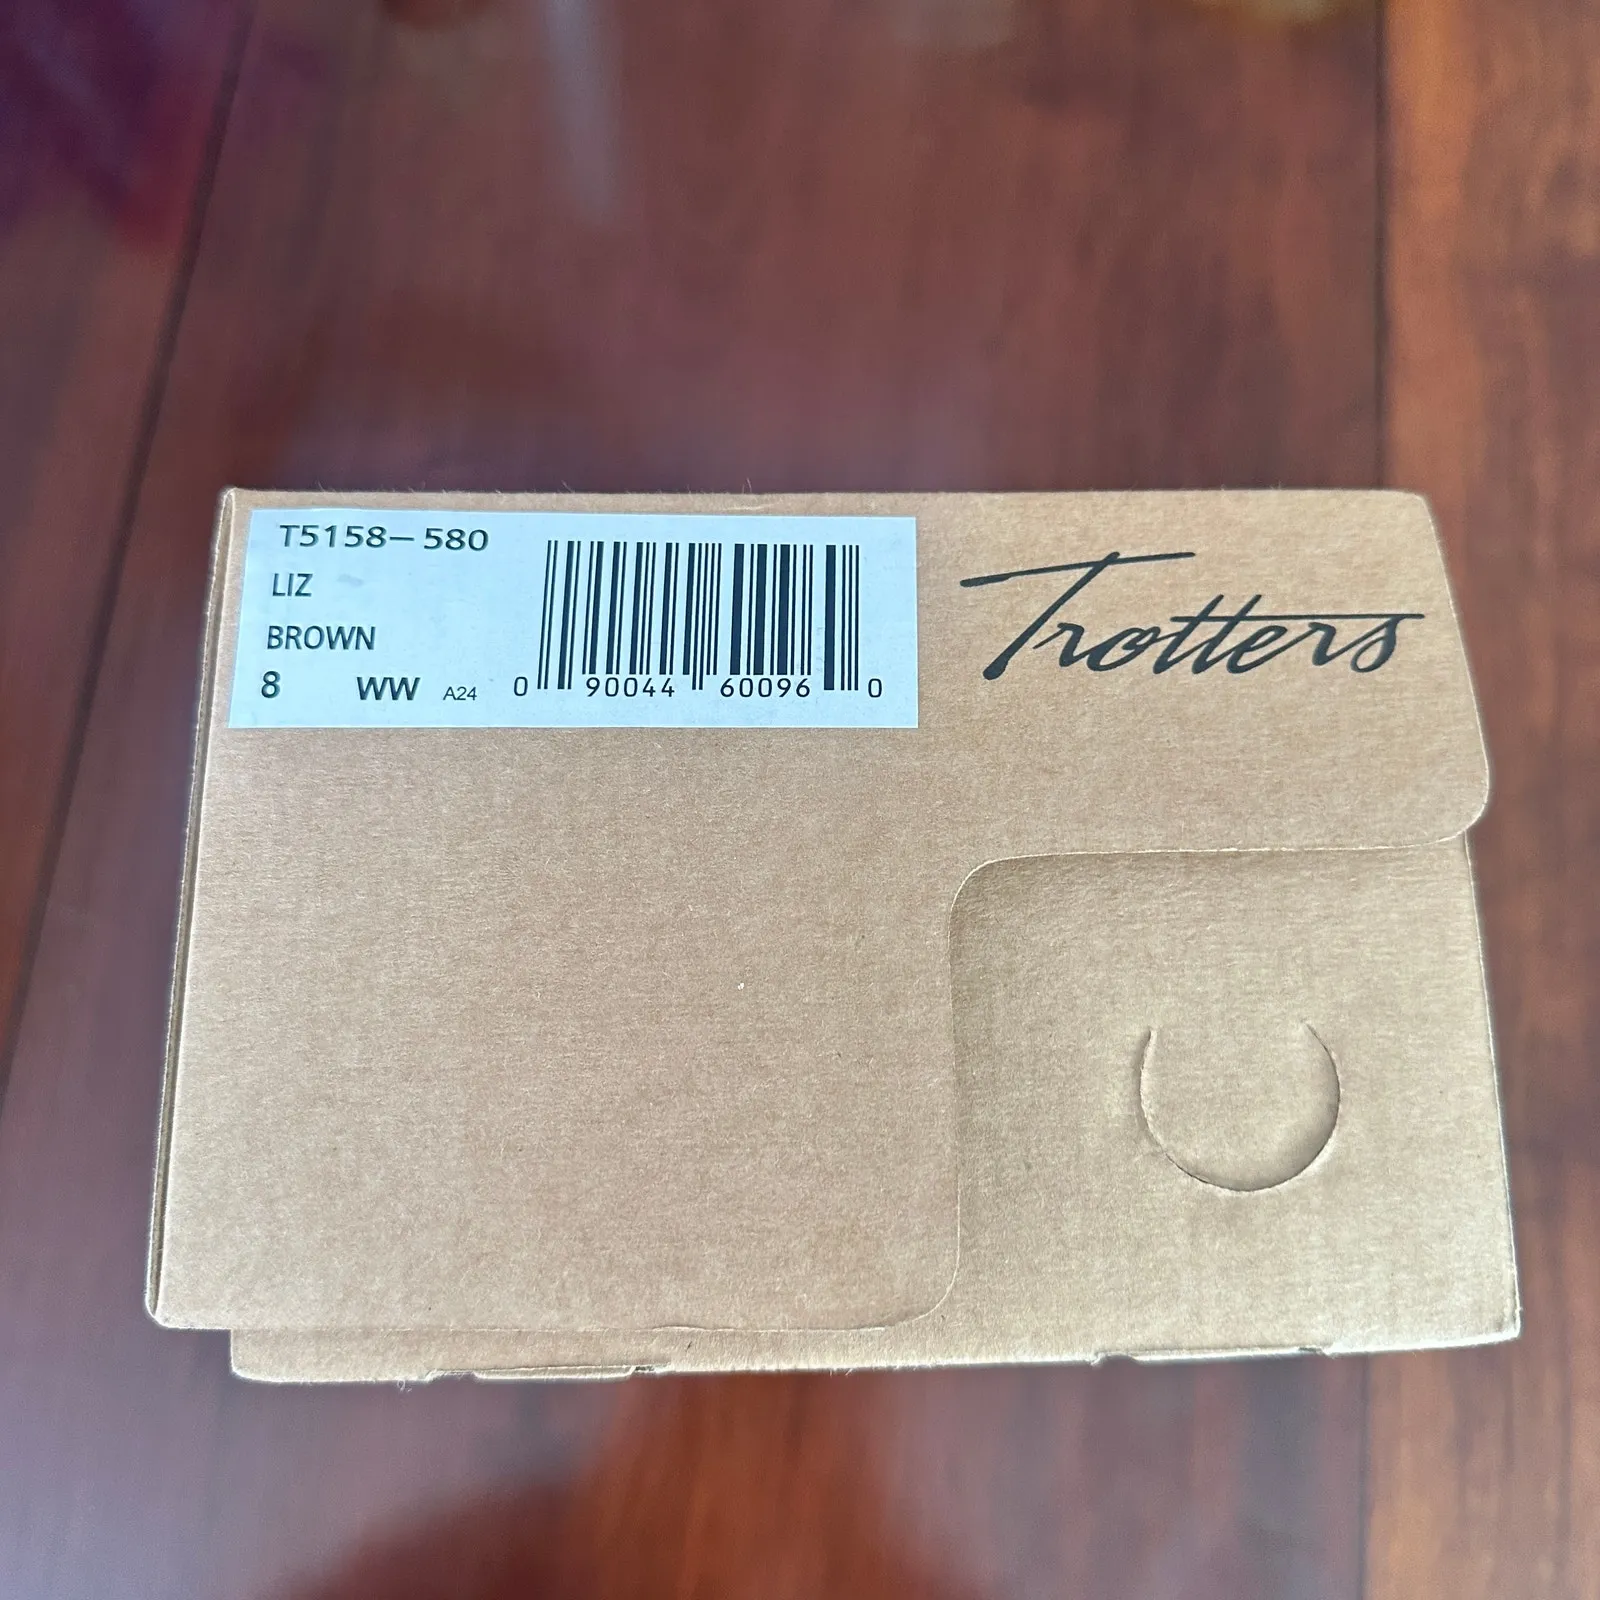 T5158-580
LIZ
BROWN
8 WW A24
0 90044 60096 0
Trotters